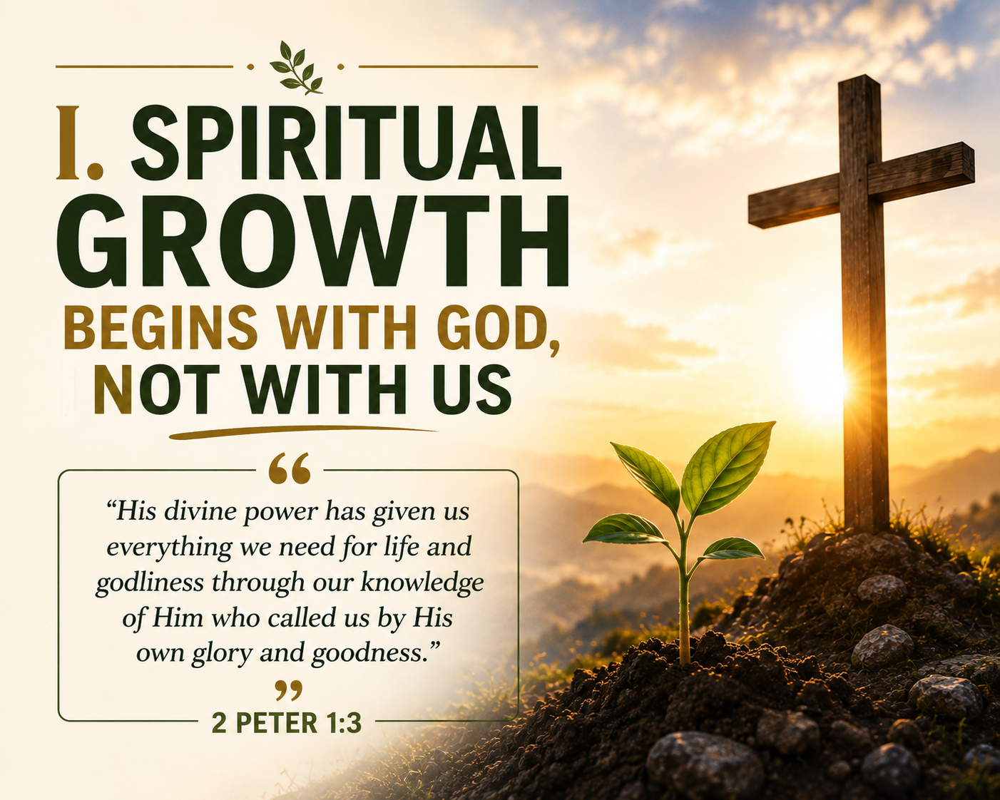 I. SPIRITUAL
GROWTH
BEGINS WITH GOD,
NOT WITH US
“
“His divine power has given us
everything we need for life and
godliness through our knowledge
of Him who called us by His
own glory and goodness.”
”
2 PETER 1:3